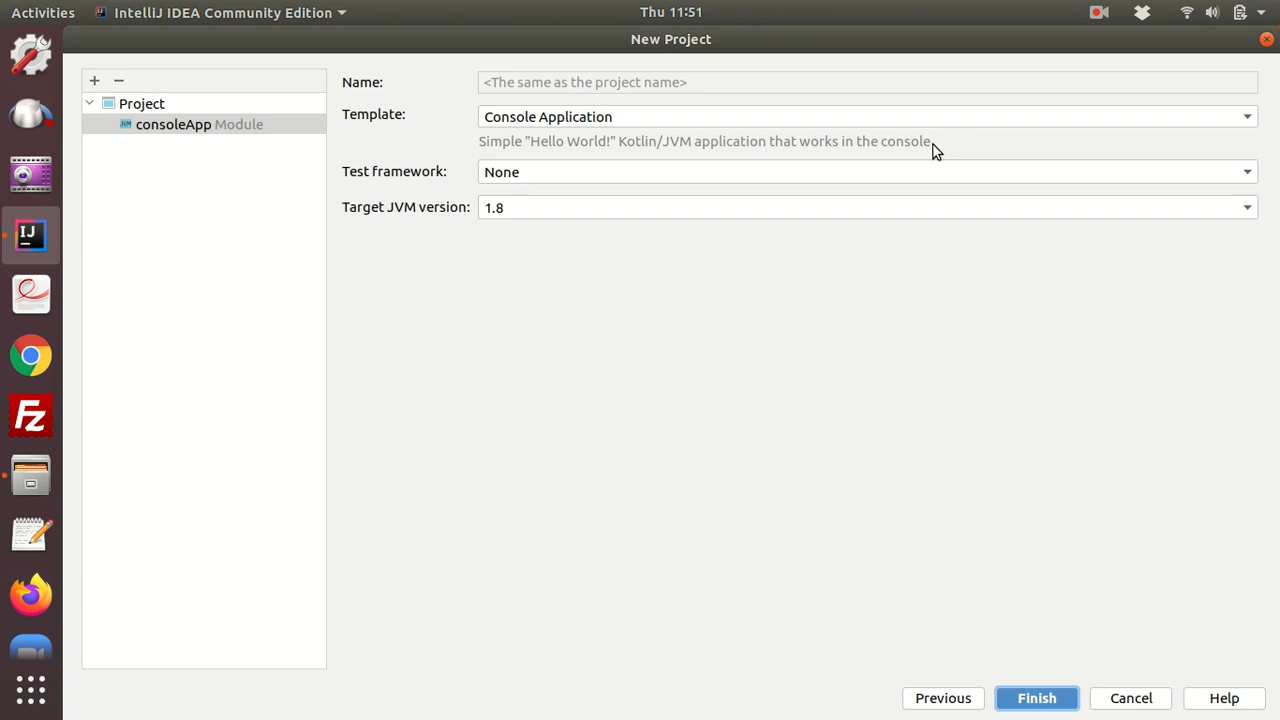 Activities
IntelliJ IDEA Community Edition
Thu 11:51
New Project
Project
consoleApp Module
Name:
<The same as the project name>
Template:
Console Application
Simple "Hello World!" Kotlin/JVM application that works in the console.
Test framework:
None
Target JVM version:
1.8
IJ
Fz
Previous
Finish
Cancel
Help